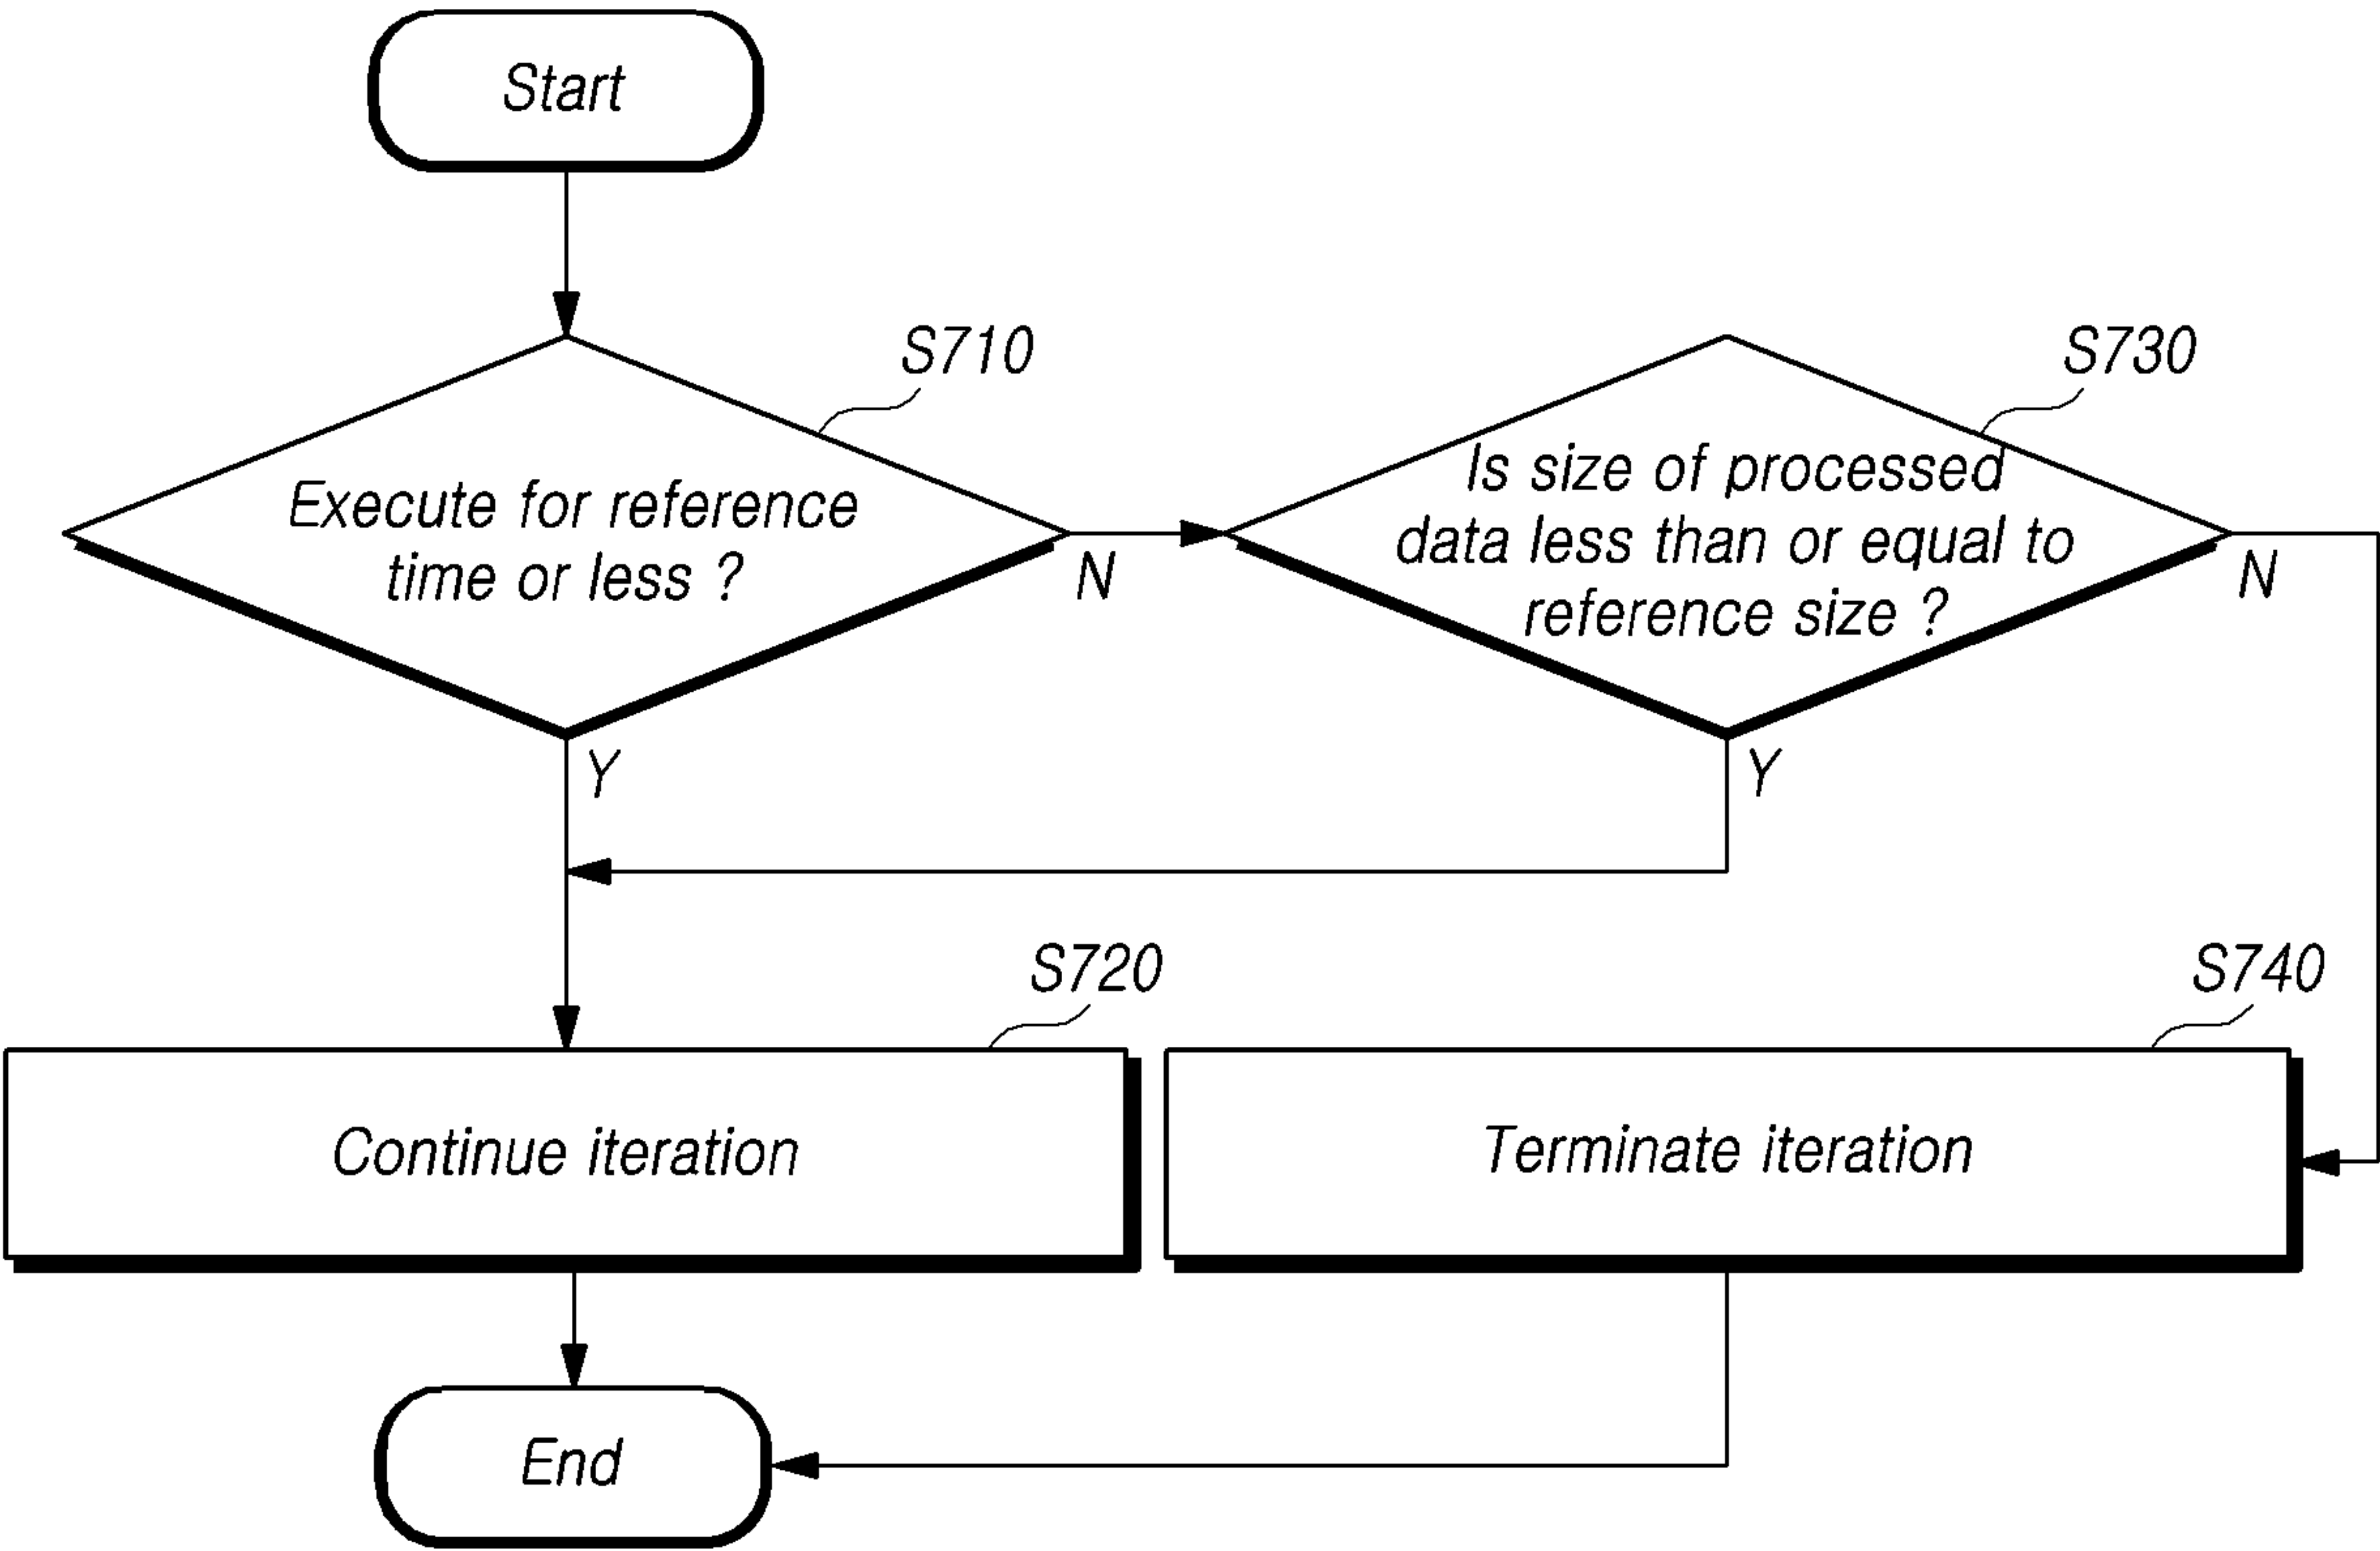 Start
S710
S730
Execute for reference
time or less ?
N
Is size of processed
data less than or equal to
reference size ?
N
Y
Y
S720
S740
Continue iteration
Terminate iteration
End